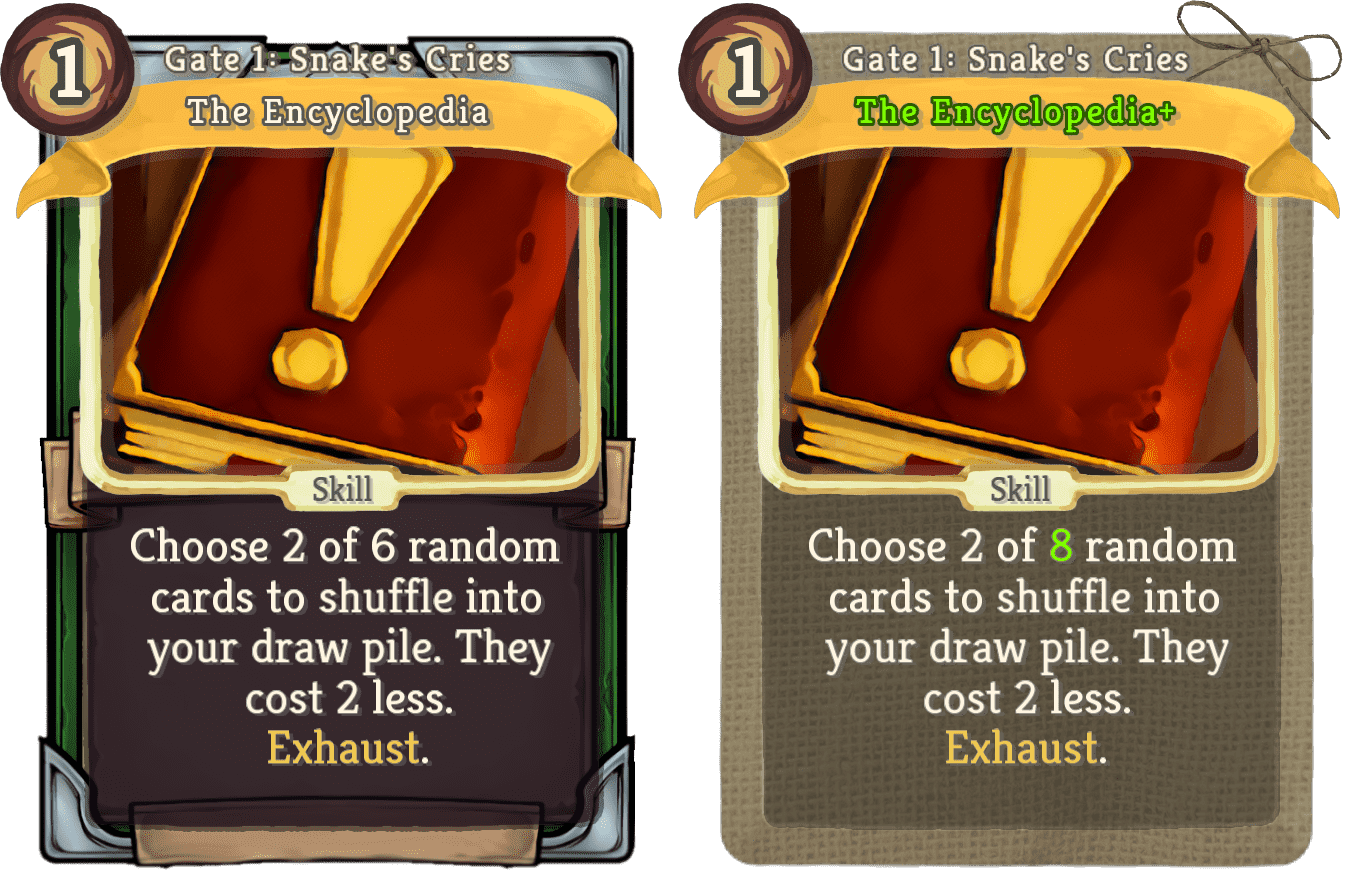 1
Gate 1: Snake's Cries
The Encyclopedia
Skill
Choose 2 of 6 random
cards to shuffle into
your draw pile. They
cost 2 less.
Exhaust.
1
Gate 1: Snake's Cries
The Encyclopedia+
Skill
Choose 2 of 8 random
cards to shuffle into
your draw pile. They
cost 2 less.
Exhaust.